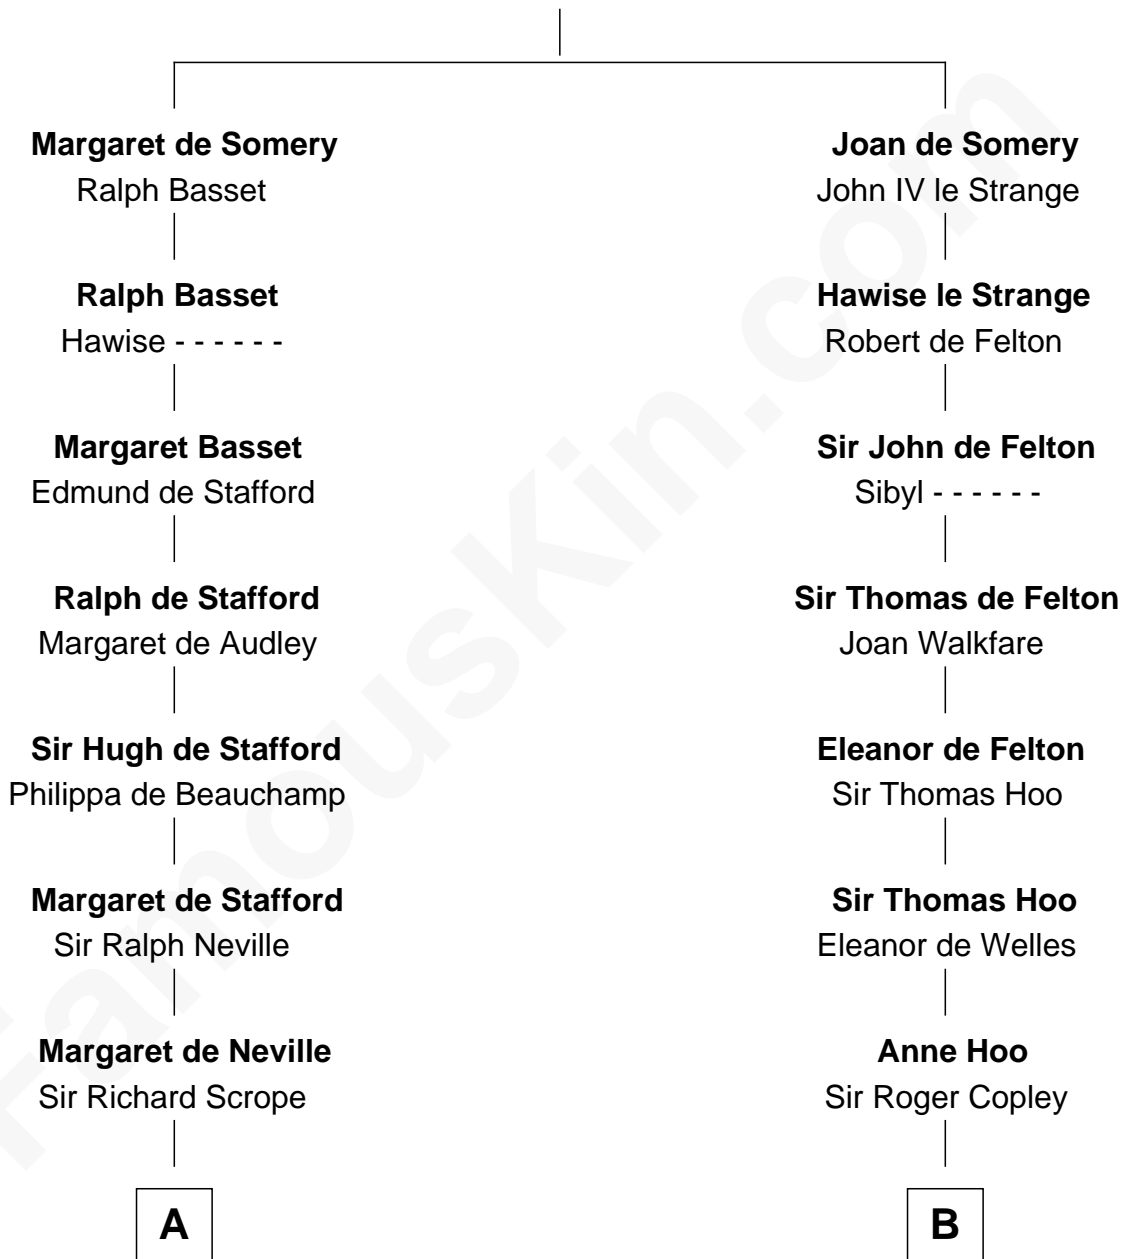 Margaret de Somery
Ralph Basset
Ralph Basset
Hawise - - - - - -
Margaret Basset
Edmund de Stafford
Ralph de Stafford
Margaret de Audley
Sir Hugh de Stafford
Philippa de Beauchamp
Margaret de Stafford
Sir Ralph Neville
Margaret de Neville
Sir Richard Scrope
A
Joan de Somery
John IV le Strange
Hawise le Strange
Robert de Felton
Sir John de Felton
Sibyl - - - - - -
Sir Thomas de Felton
Joan Walkfare
Eleanor de Felton
Sir Thomas Hoo
Sir Thomas Hoo
Eleanor de Welles
Anne Hoo
Sir Roger Copley
B
FamousKin.com